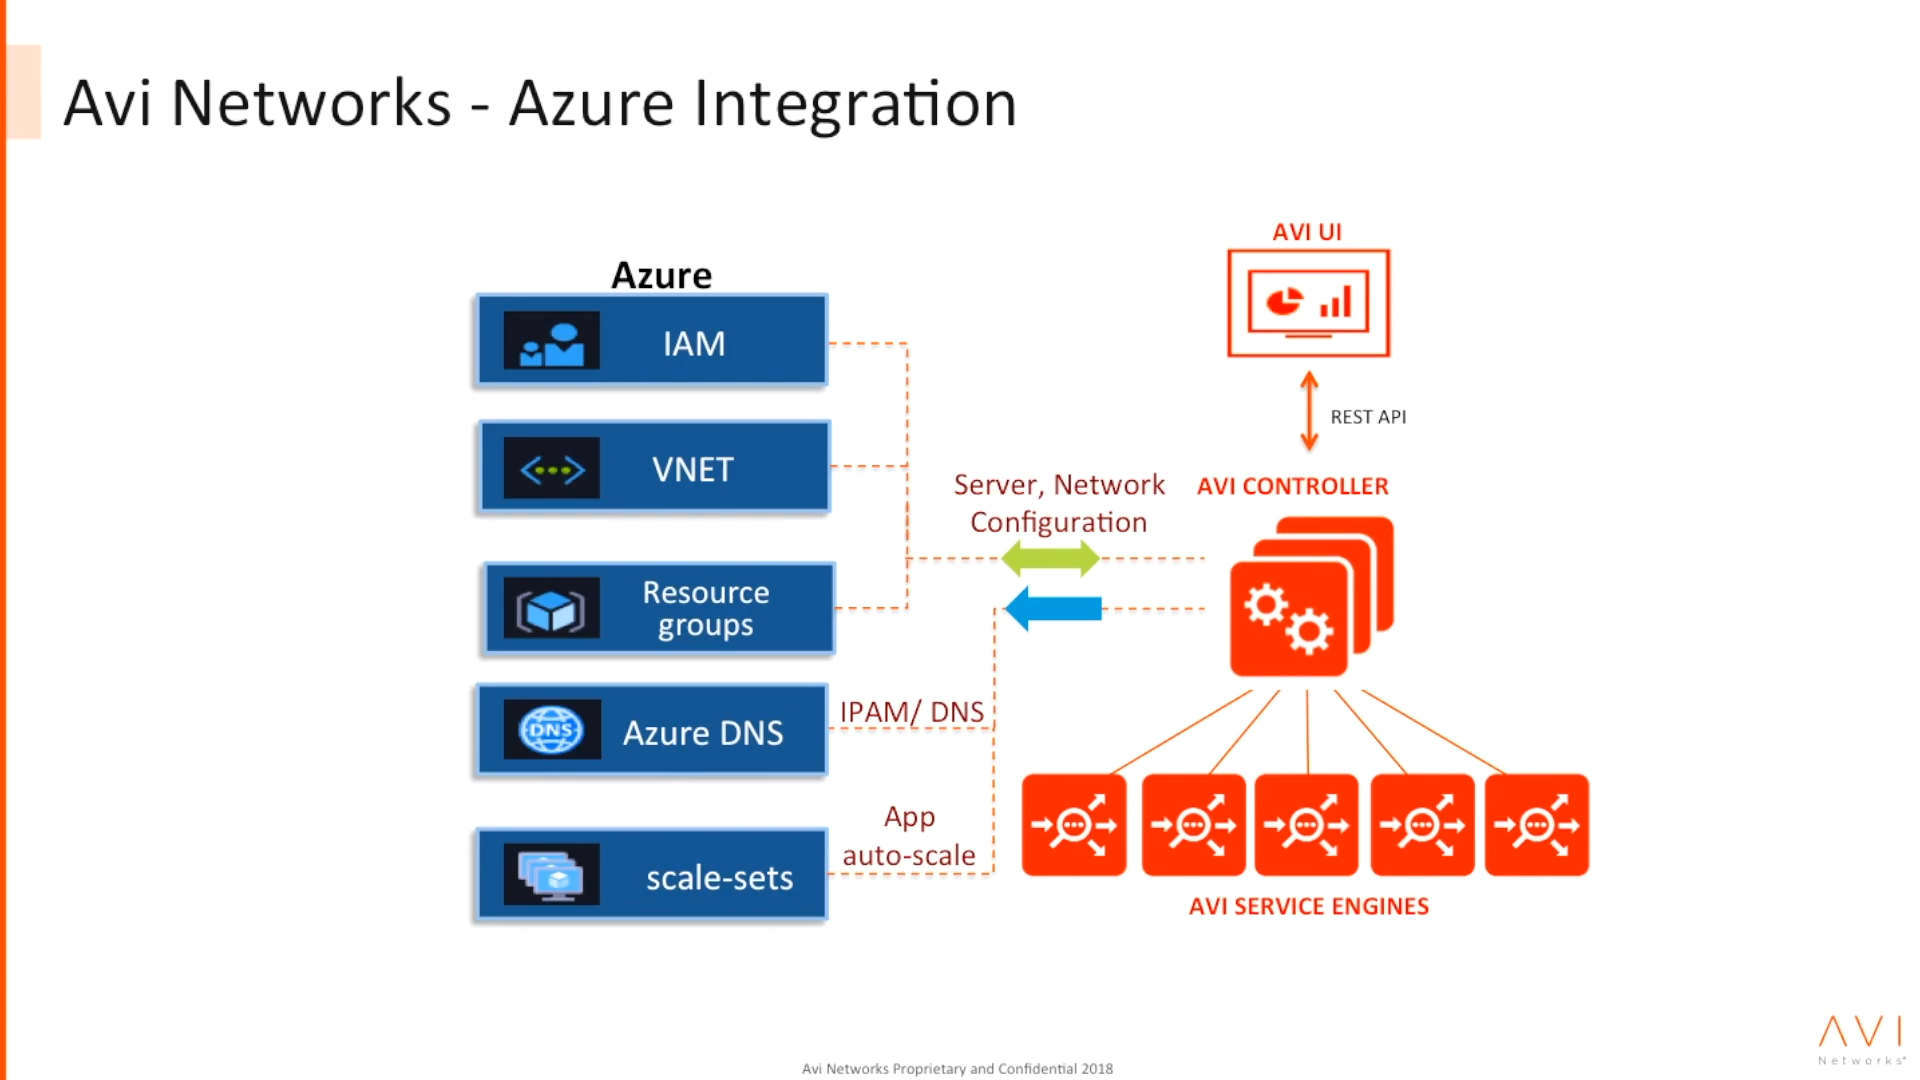 Avi Networks - Azure Integration
Azure
IAM
VNET
Resource
groups
Azure DNS
scale-sets
IPAM/ DNS
App
auto-scale
Server, Network
Configuration
AVI UI
REST API
AVI CONTROLLER
AVI SERVICE ENGINES
DNS
Avi Networks Proprietary and Confidential 2018
AVI
Networks